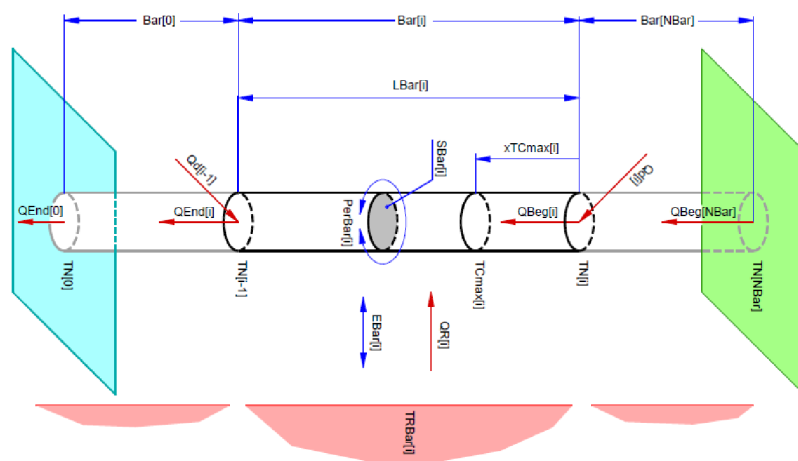 Bar[0]
Bar[i]
Bar[NBar]
LBar[i]
xTCmax[i]
SBar[i]
Qd[i-1]
Qd[i]
PerBar[i]
QEnd[0]
QEnd[i]
QBeg[i]
QBeg[NBar]
TN[0]
TN[i-1]
TCmax[i]
TN[i]
TN[NBar]
EBar[i]
QR[i]
TRBar[i]